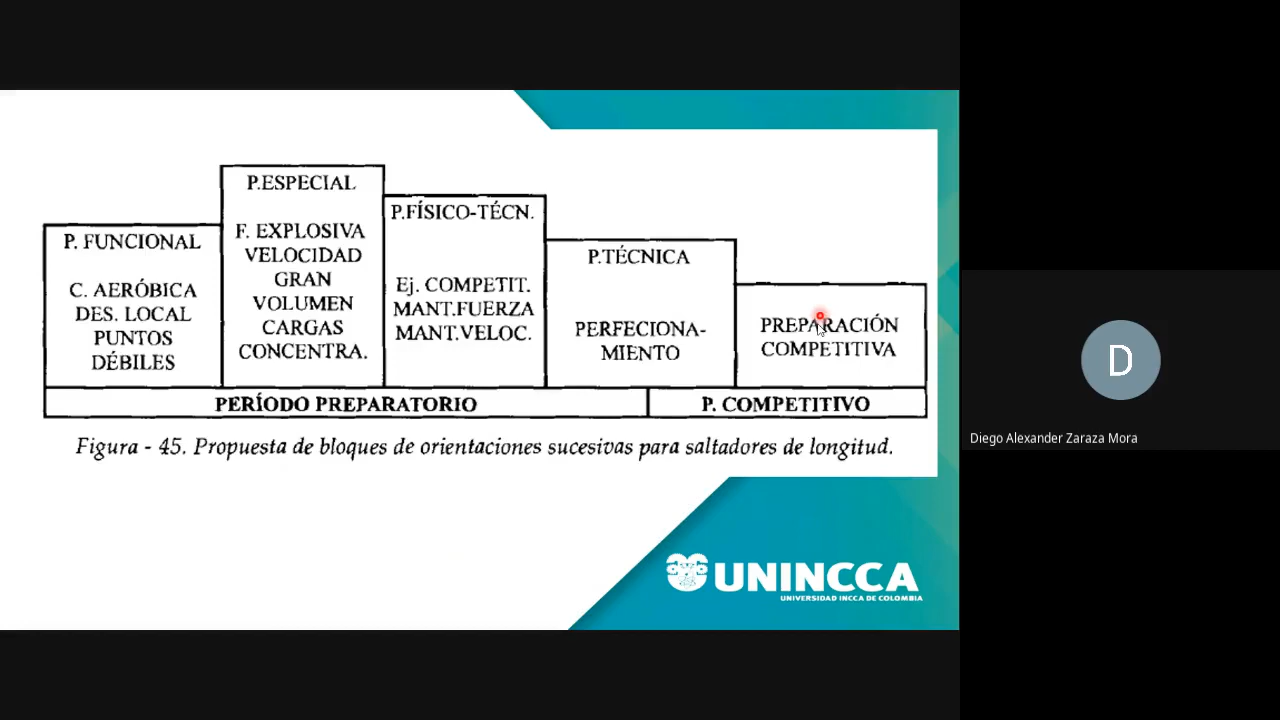 P. FUNCIONAL
C. AERÓBICA
DES. LOCAL
PUNTOS
DÉBILES
P.ESPECIAL
F. EXPLOSIVA
VELOCIDAD
GRAN
VOLUMEN
CARGAS
CONCENTRA.
P.FÍSICO-TÉCN.
Ej. COMPETIT.
MANT.FUERZA
MANT.VELOC.
P.TÉCNICA
PERFECIONA-
MIENTO
PREPARACIÓN
COMPETITIVA
PERÍODO PREPARATORIO
P. COMPETITIVO
Figura - 45. Propuesta de bloques de orientaciones sucesivas para saltadores de longitud.
UNINCCA
UNIVERSIDAD INCCA DE COLOMBIA
D
Diego Alexander Zaraza Mora